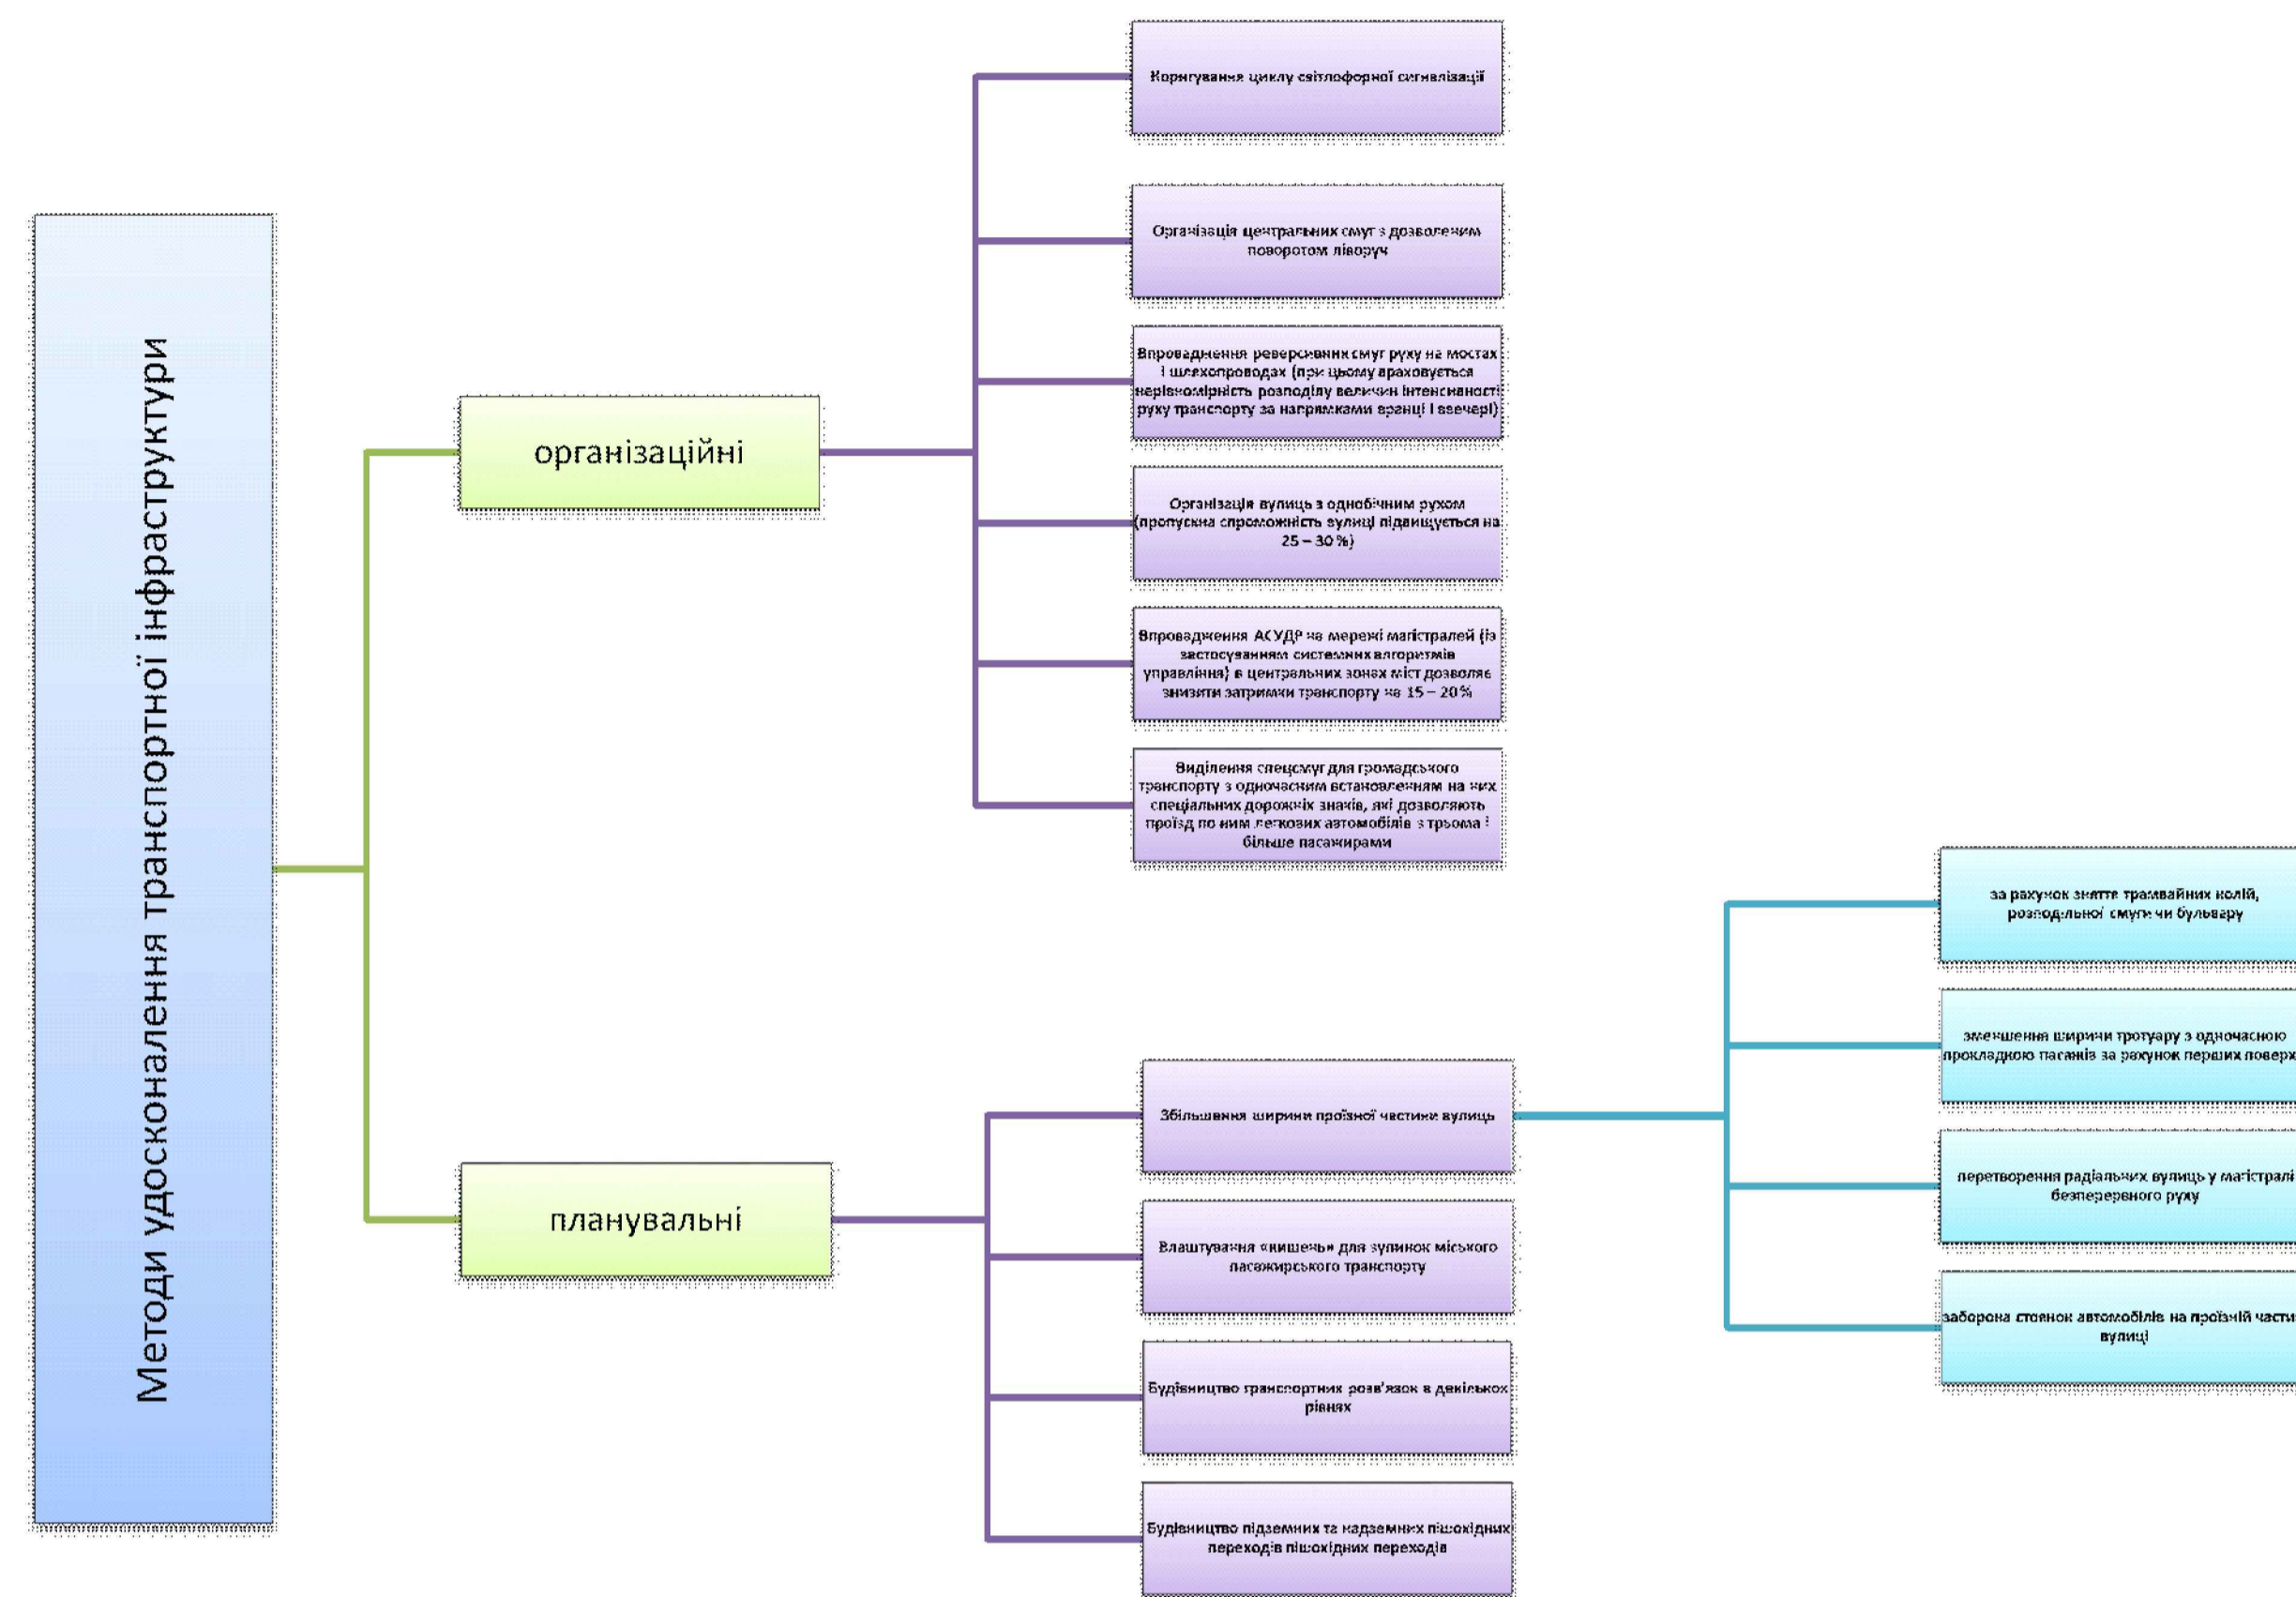 Методи удосконалення транспортної інфраструктури
організаційні
Корягування циклу світлофорної сигналізації
Організація центральних смуг з дозволеним
поворотом ліворуч
Впровадження реверсивних смуг руху на мостах
і шляхопроводах (при цьому враховується
нерівномірність розподілу величин інтенсивності
руху транспорту за напрямками вранці і ввечері)
Організація вулиць з однобічним рухом
(пропускна спроможність вулиці підвищується на
25 – 30 %)
Впровадження АСУДР на мережі магістралей (із
застосуванням системних алгоритмів
управління) в центральних зонах міст дозволяє
знизити затримки транспорту на 15 – 20 %
Виділення спецсмуг для громадського
транспорту з одночасним встановленням на них
спеціальних дорожніх знаків, які дозволяють
проїзд по ним легкових автомобілів з трьома і
більше пасажирами
планувальні
Збільшення ширини проїзної частини вулиць
за рахунок зняття трамвайних колій,
розподільної смуги чи бульвару
зменшення ширини тротуару з одночасною
прокладкою пасажів за рахунок перших поверх
перетворення радіальних вулиць у магістралі
безперервного руху
заборона стоянок автомобілів на проїзній части
вулиці
Влаштування «кишень» для зупинок міського
пасажирського транспорту
Будівництво транспортних розв'язок в декількох
рівнях
Будівництво підземних та надземних пішохідних
переходів пішохідних переходів